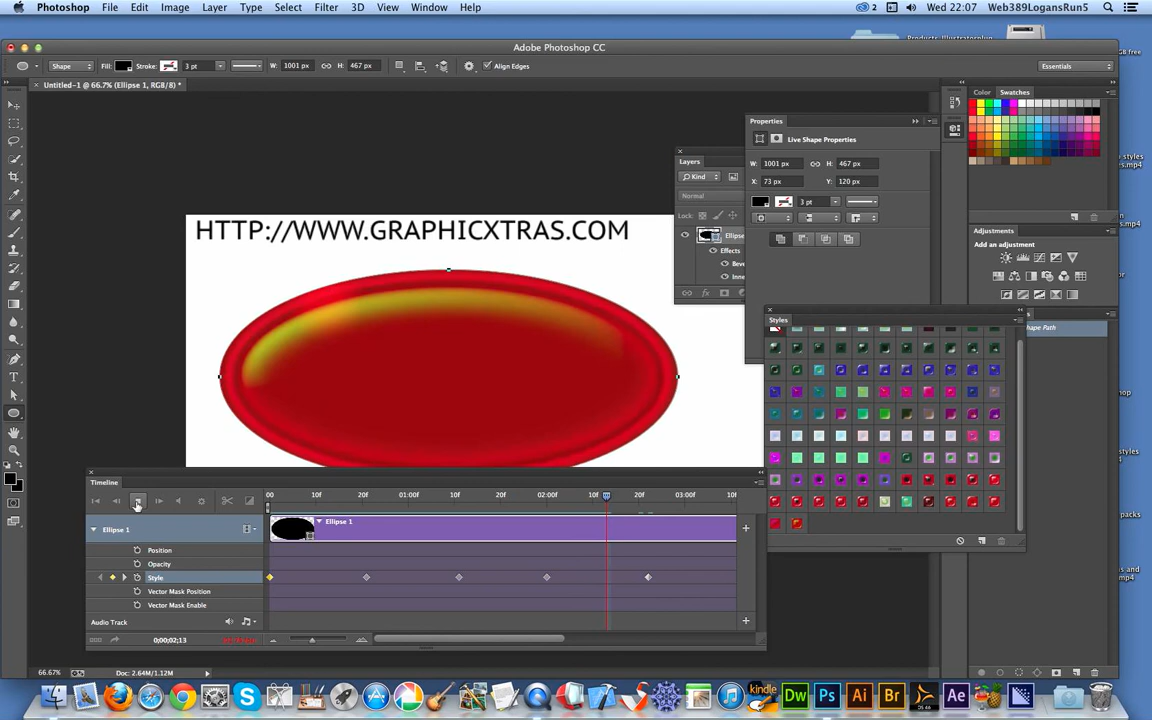 Photoshop File Edit Image Layer Type Select Filter 3D View Window Help 2 Wed 22:07 Web389LogansRun5
Adobe Photoshop CC
Shape Fill: Stroke: 3 pt W: 1001 px H: 467 px Align Edges Essentials
Untitled-1 @ 66.7% (Ellipse 1, RGB/8) *
Color Swatches
Properties
Live Shape Properties
W: 1001 px H: 467 px
X: 73 px Y: 120 px
3 pt
Layers
Kind
Normal
Lock:
Ellipse
Effects
Beve
Inne
Adjustments
Add an adjustment
Styles
HTTP://WWW.GRAPHICXTRAS.COM
Timeline
00 10f 20f 01:00f 10f 20f 02:00f 10f 03:00f 10f
Ellipse 1
Ellipse 1
Position
Opacity
Style
Vector Mask Position
Vector Mask Enable
Audio Track
0;00;02;13
66.67% Doc: 2.64M/1.12M